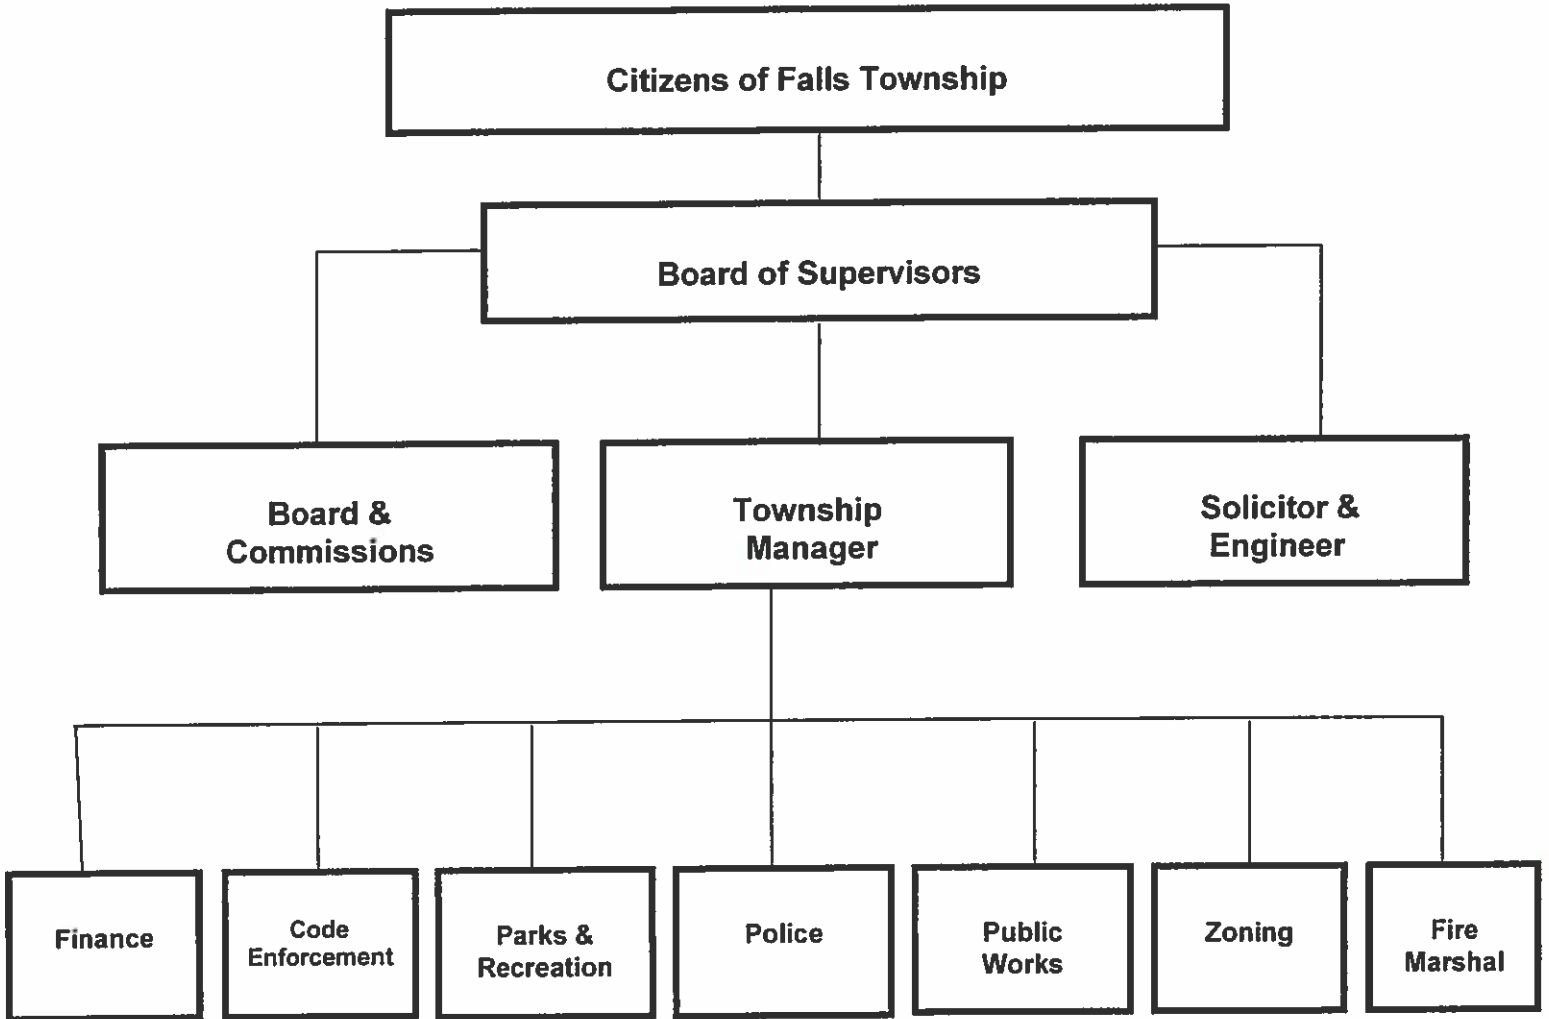 Citizens of Falls Township
Board of Supervisors
Board &
Commissions
Township
Manager
Solicitor &
Engineer
Finance
Code
Enforcement
Parks &
Recreation
Police
Public
Works
Zoning
Fire
Marshal